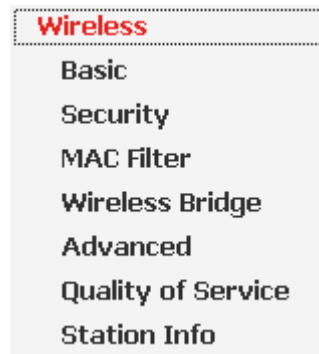 Wireless
Basic
Security
MAC Filter
Wireless Bridge
Advanced
Quality of Service
Station Info